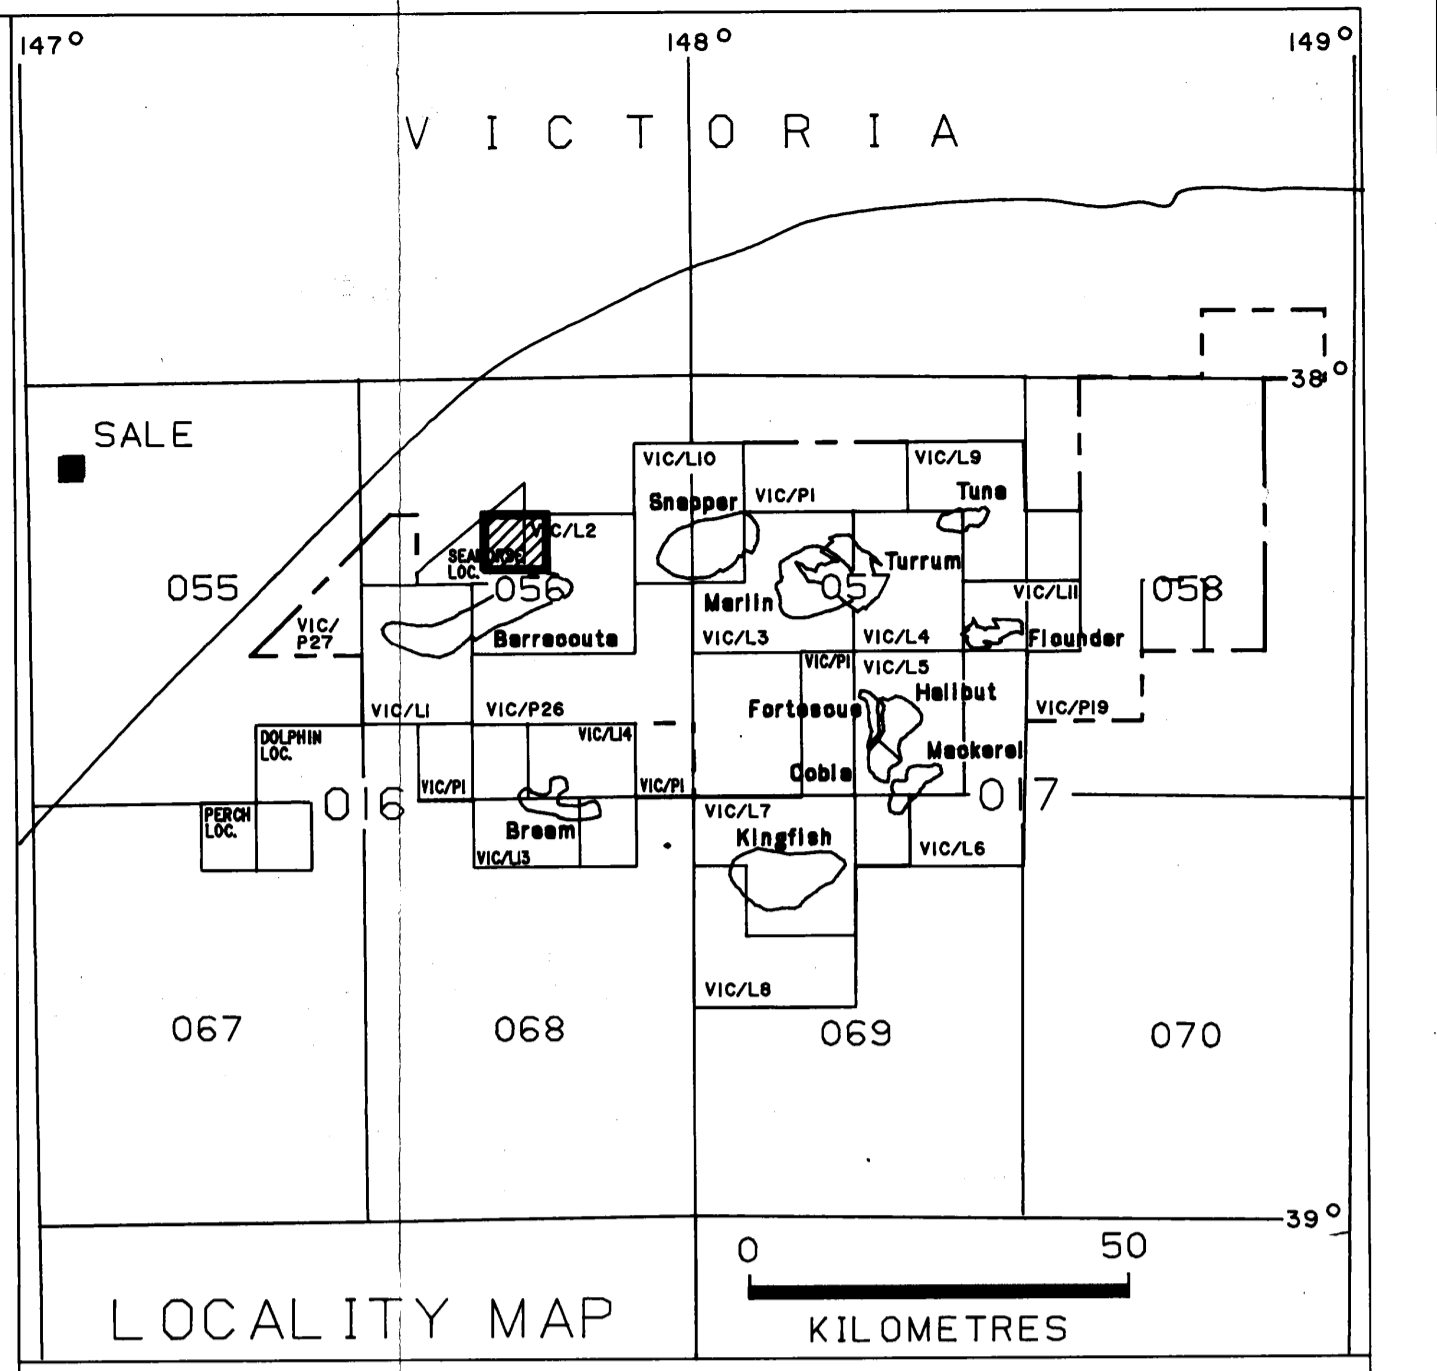 147° 148° 149°
VICTORIA
38°
SALE
VIC/L10
VIC/L9
Snapper
VIC/P1
Tuna
VIC/L2
SEAHORSE
LOC.
Turrum
055
056
057
058
Marlin
VIC/L11
VIC/
P27
Barracouta
VIC/L3
VIC/L4
Flounder
VIC/P1
VIC/L5
Halibut
VIC/L1
VIC/P26
Fortescue
VIC/P19
DOLPHIN
LOC.
VIC/L14
Mackerel
Cobia
VIC/P1
VIC/P1
016
017
PERCH
LOC.
VIC/L7
Bream
Kingfish
VIC/L13
VIC/L6
VIC/L8
067
068
069
070
39°
0 50
KILOMETRES
LOCALITY MAP